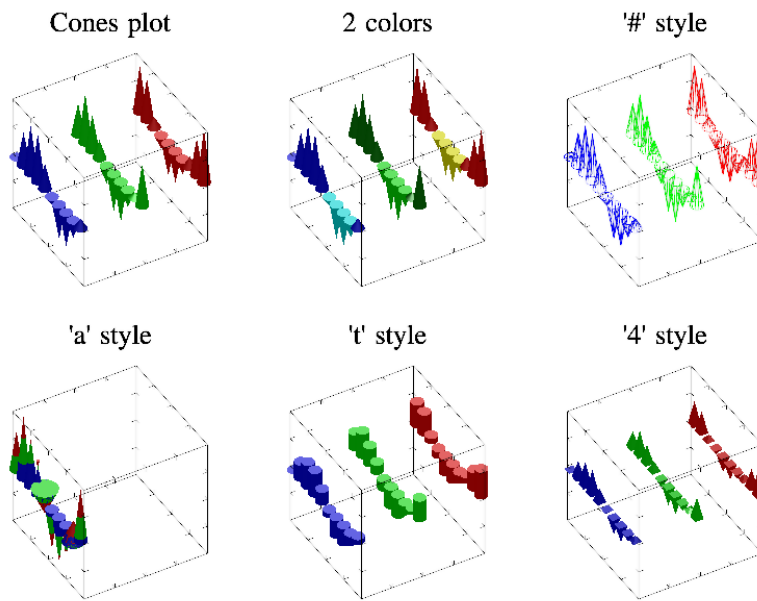 Cones plot
2 colors
'#' style
'a' style
't' style
'4' style